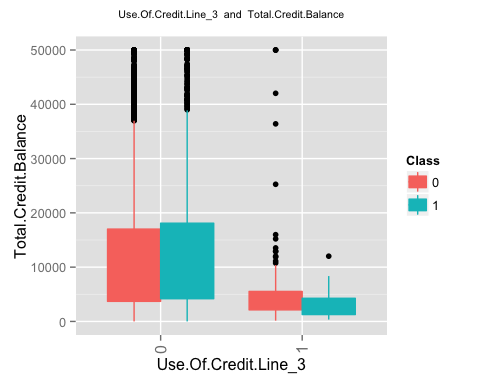 Use.Of.Credit.Line_3 and Total.Credit.Balance
50000
40000
30000
20000
10000
0
Total.Credit.Balance
0
1
Use.Of.Credit.Line_3
Class
0
1